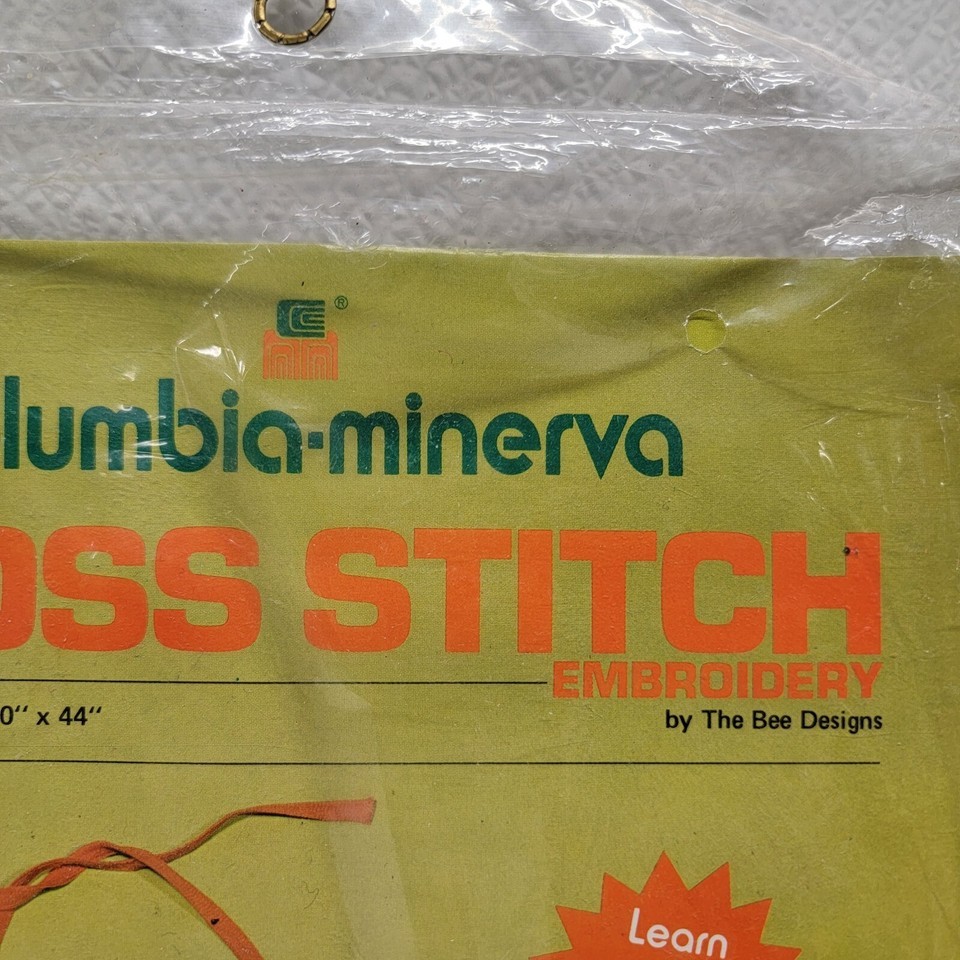 ®
lumbia-minerva
OSS STITCH
EMBROIDERY
0" x 44"
by The Bee Designs
Learn